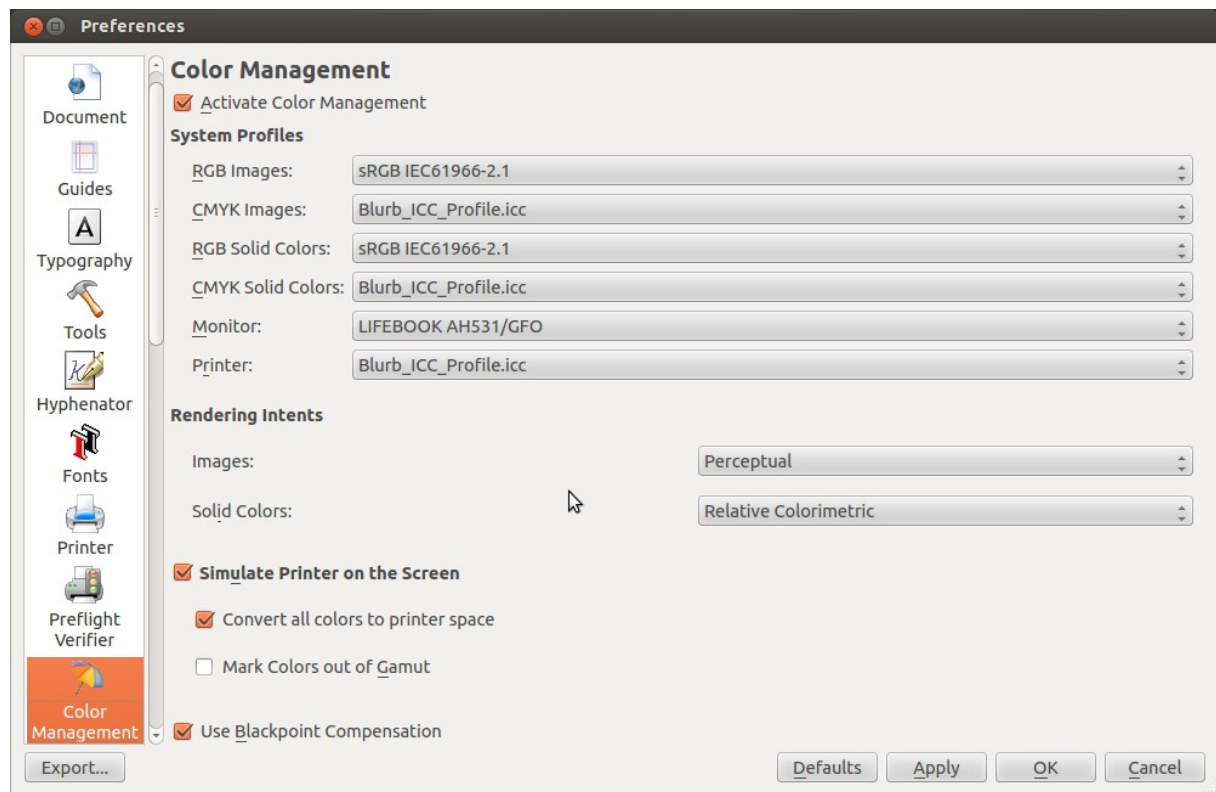 Preferences
Document
Guides
A
Typography
Tools
Hyphenator
Fonts
Printer
Preflight
Verifier
Color
Management
Color Management
Activate Color Management
System Profiles
RGB Images: sRGB IEC61966-2.1
CMYK Images: Blurb_ICC_Profile.icc
RGB Solid Colors: sRGB IEC61966-2.1
CMYK Solid Colors: Blurb_ICC_Profile.icc
Monitor: LIFEBOOK AH531/GFO
Printer: Blurb_ICC_Profile.icc
Rendering Intents
Images: Perceptual
Solid Colors: Relative Colorimetric
Simulate Printer on the Screen
Convert all colors to printer space
Mark Colors out of Gamut
Use Blackpoint Compensation
Export... Defaults Apply OK Cancel